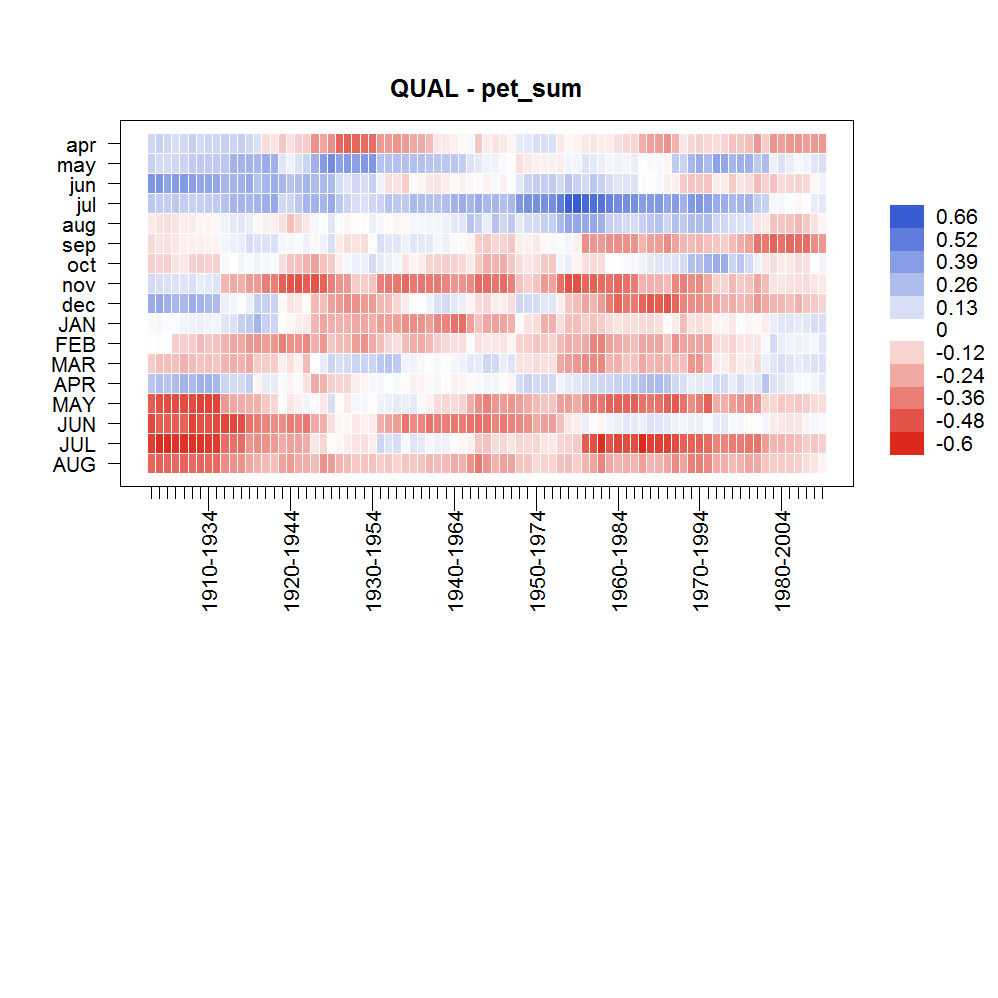 QUAL - pet_sum
apr
may
jun
jul
aug
sep
oct
nov
dec
JAN
FEB
MAR
APR
MAY
JUN
JUL
AUG
0.66
0.52
0.39
0.26
0.13
0
-0.12
-0.24
-0.36
-0.48
-0.6
1910-1934
1920-1944
1930-1954
1940-1964
1950-1974
1960-1984
1970-1994
1980-2004